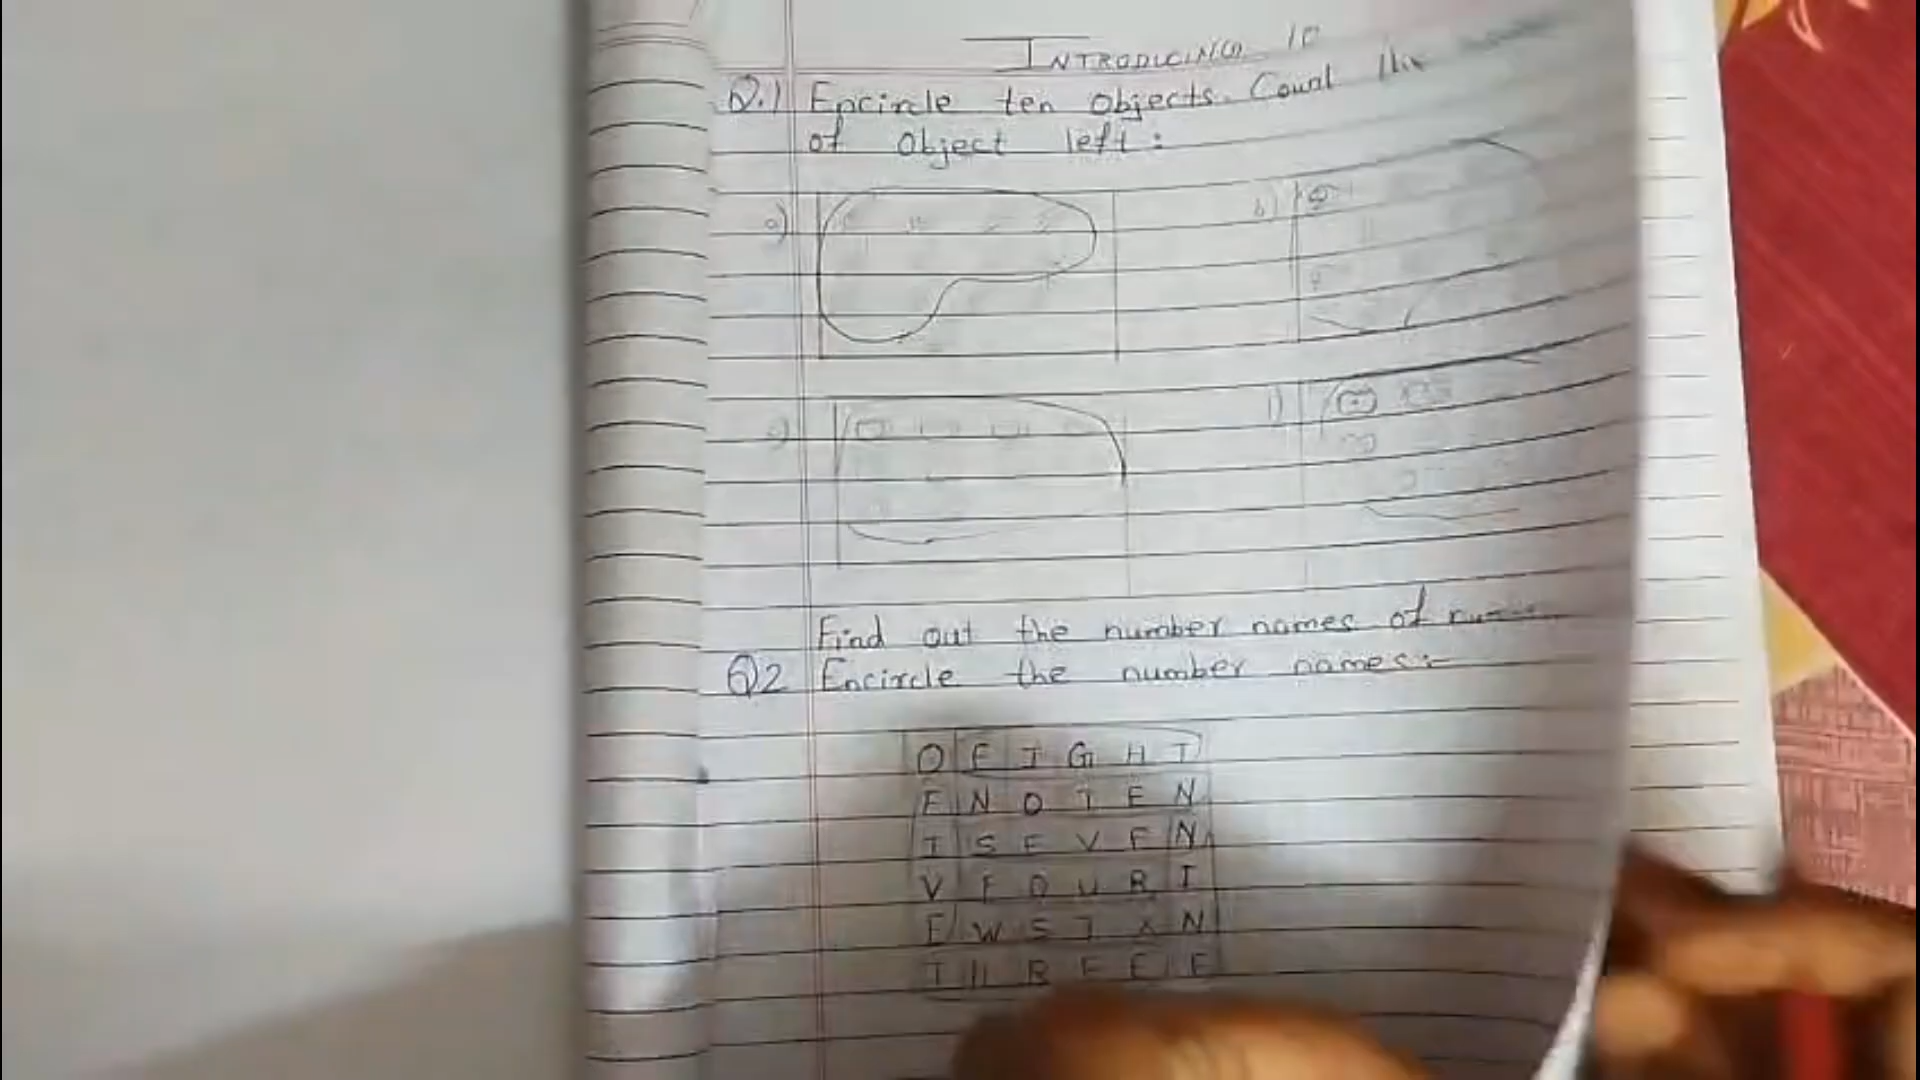 INTRODUCING 10
Q.1 Encircle ten objects. Count the
of object left:
a)
b)
c)
Find out the number names of
Q2 Encircle the number names:-
O E I G H T
F N O T E N
I S E V E N
V F O U R I
E W S I X N
T H R E E E